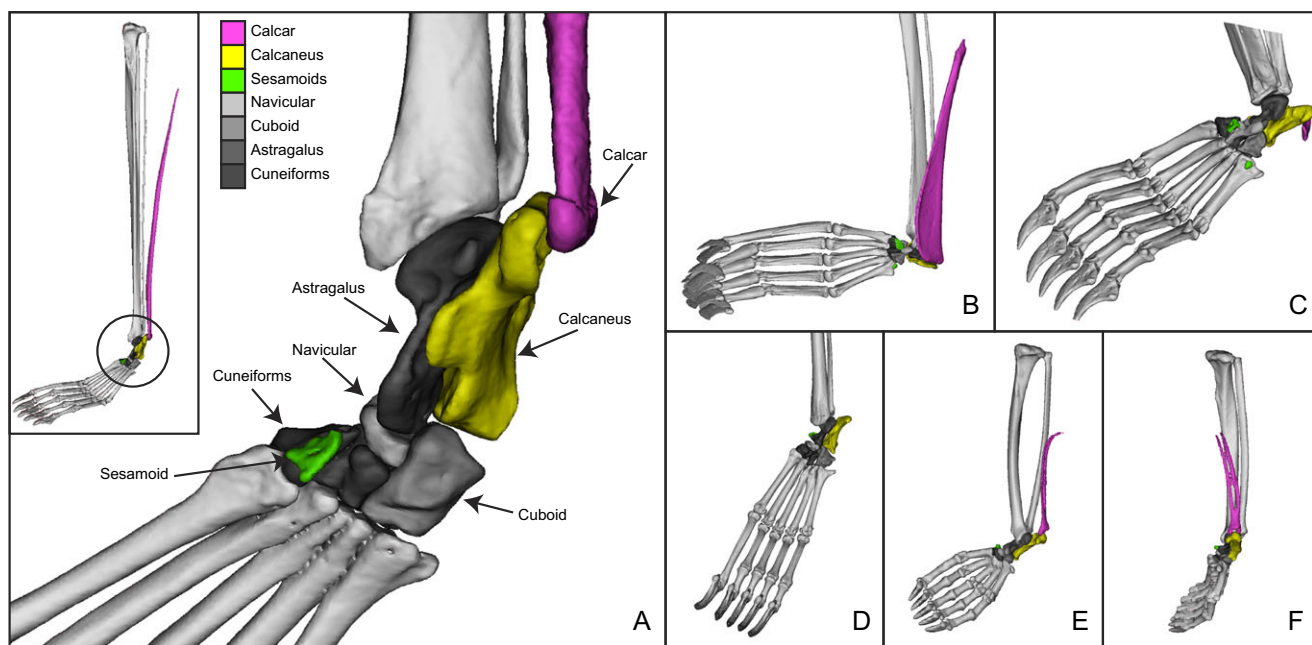 Calcar
Calcaneus
Sesamoids
Navicular
Cuboid
Astragalus
Cuneiforms
Calcar
Astragalus
Calcaneus
Navicular
Cuneiforms
Sesamoid
Cuboid
A
B
C
D
E
F